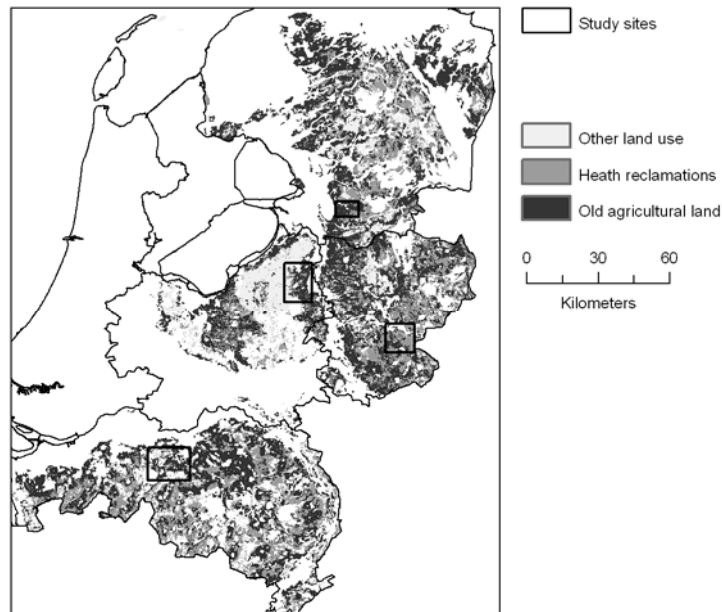 Study sites
Other land use
Heath reclamations
Old agricultural land
0 30 60
Kilometers